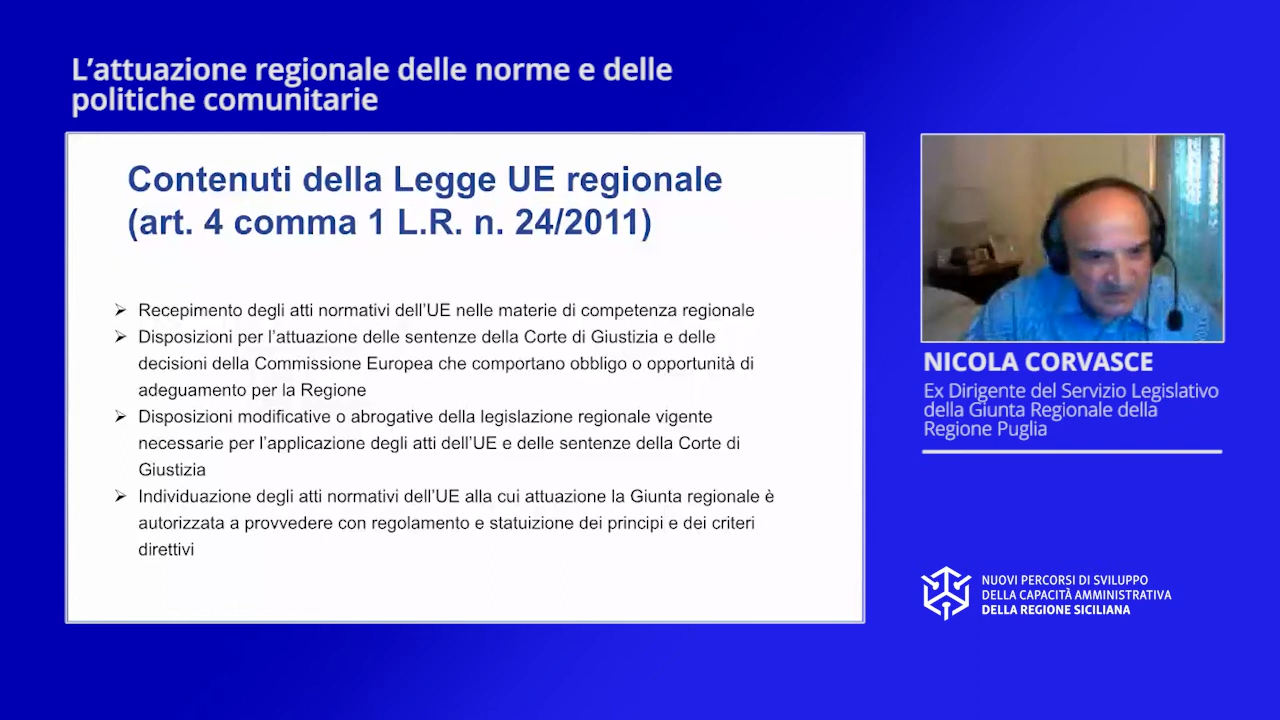 L’attuazione regionale delle norme e delle
politiche comunitarie
Contenuti della Legge UE regionale
(art. 4 comma 1 L.R. n. 24/2011)
➢ Recepimento degli atti normativi dell’UE nelle materie di competenza regionale
➢ Disposizioni per l’attuazione delle sentenze della Corte di Giustizia e delle
decisioni della Commissione Europea che comportano obbligo o opportunità di
adeguamento per la Regione
➢ Disposizioni modificative o abrogative della legislazione regionale vigente
necessarie per l’applicazione degli atti dell’UE e delle sentenze della Corte di
Giustizia
➢ Individuazione degli atti normativi dell’UE alla cui attuazione la Giunta regionale è
autorizzata a provvedere con regolamento e statuizione dei principi e dei criteri
direttivi
NICOLA CORVASCE
Ex Dirigente del Servizio Legislativo
della Giunta Regionale della
Regione Puglia
NUOVI PERCORSI DI SVILUPPO
DELLA CAPACITÀ AMMINISTRATIVA
DELLA REGIONE SICILIANA